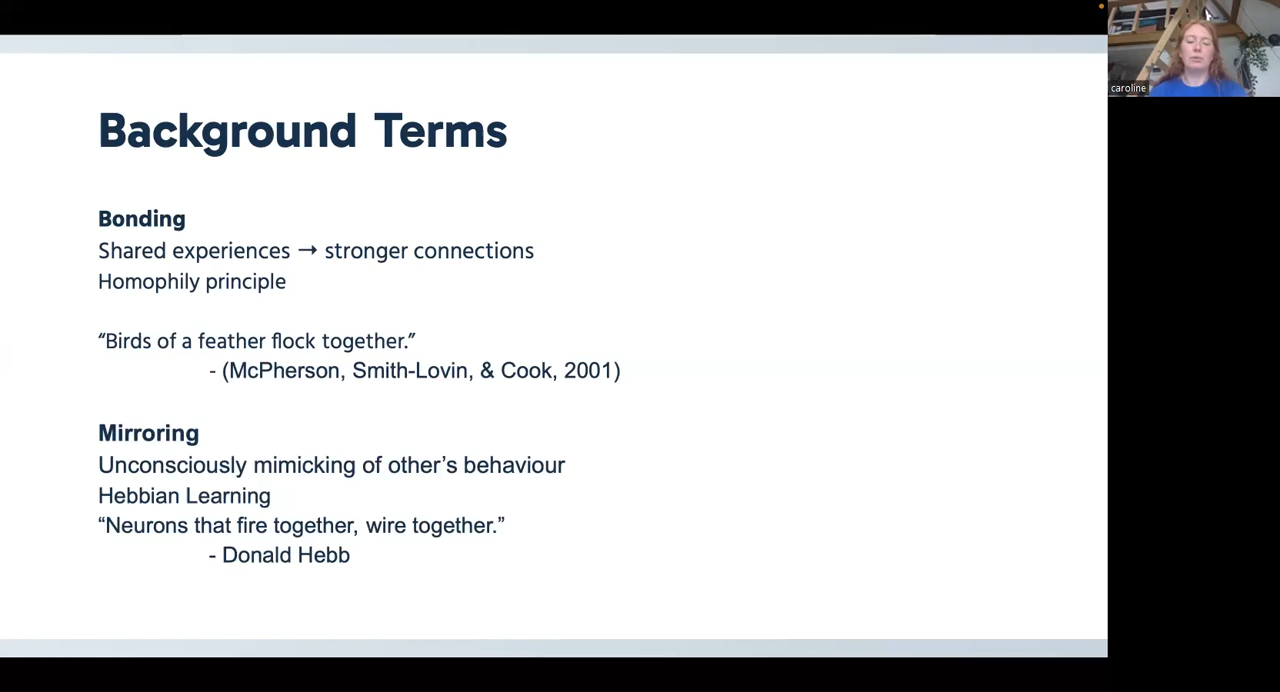 caroline
Background Terms
Bonding
Shared experiences → stronger connections
Homophily principle
“Birds of a feather flock together.”
- (McPherson, Smith-Lovin, & Cook, 2001)
Mirroring
Unconsciously mimicking of other’s behaviour
Hebbian Learning
“Neurons that fire together, wire together.”
- Donald Hebb